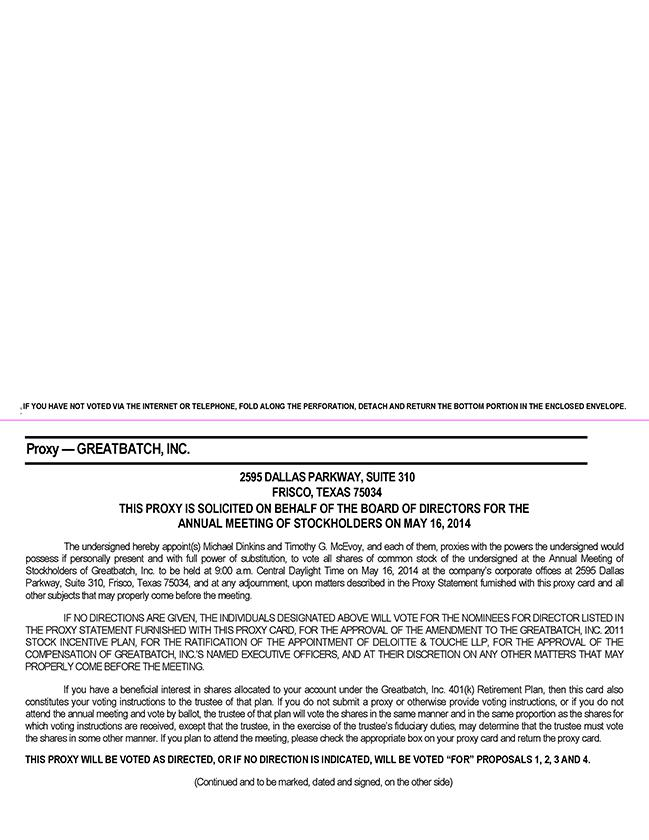 IF YOU HAVE NOT VOTED VIA THE INTERNET OR TELEPHONE, FOLD ALONG THE PERFORATION, DETACH AND RETURN THE BOTTOM PORTION IN THE ENCLOSED ENVELOPE.
Proxy — GREATBATCH, INC.
2595 DALLAS PARKWAY, SUITE 310
FRISCO, TEXAS 75034
THIS PROXY IS SOLICITED ON BEHALF OF THE BOARD OF DIRECTORS FOR THE
ANNUAL MEETING OF STOCKHOLDERS ON MAY 16, 2014
The undersigned hereby appoint(s) Michael Dinkins and Timothy G. McEvoy, and each of them, proxies with the powers the undersigned would
possess if personally present and with full power of substitution, to vote all shares of common stock of the undersigned at the Annual Meeting of
Stockholders of Greatbatch, Inc. to be held at 9:00 a.m. Central Daylight Time on May 16, 2014 at the company's corporate offices at 2595 Dallas
Parkway, Suite 310, Frisco, Texas 75034, and at any adjournment, upon matters described in the Proxy Statement furnished with this proxy card and all
other subjects that may properly come before the meeting.
IF NO DIRECTIONS ARE GIVEN, THE INDIVIDUALS DESIGNATED ABOVE WILL VOTE FOR THE NOMINEES FOR DIRECTOR LISTED IN
THE PROXY STATEMENT FURNISHED WITH THIS PROXY CARD, FOR THE APPROVAL OF THE AMENDMENT TO THE GREATBATCH, INC. 2011
STOCK INCENTIVE PLAN, FOR THE RATIFICATION OF THE APPOINTMENT OF DELOITTE & TOUCHE LLP, FOR THE APPROVAL OF THE
COMPENSATION OF GREATBATCH, INC.'S NAMED EXECUTIVE OFFICERS, AND AT THEIR DISCRETION ON ANY OTHER MATTERS THAT MAY
PROPERLY COME BEFORE THE MEETING.
If you have a beneficial interest in shares allocated to your account under the Greatbatch, Inc. 401(k) Retirement Plan, then this card also
constitutes your voting instructions to the trustee of that plan. If you do not submit a proxy or otherwise provide voting instructions, or if you do not
attend the annual meeting and vote by ballot, the trustee of that plan will vote the shares in the same manner and in the same proportion as the shares for
which voting instructions are received, except that the trustee, in the exercise of the trustee's fiduciary duties, may determine that the trustee must vote
the shares in some other manner. If you plan to attend the meeting, please check the appropriate box on your proxy card and return the proxy card.
THIS PROXY WILL BE VOTED AS DIRECTED, OR IF NO DIRECTION IS INDICATED, WILL BE VOTED “FOR” PROPOSALS 1, 2, 3 AND 4.
(Continued and to be marked, dated and signed, on the other side)